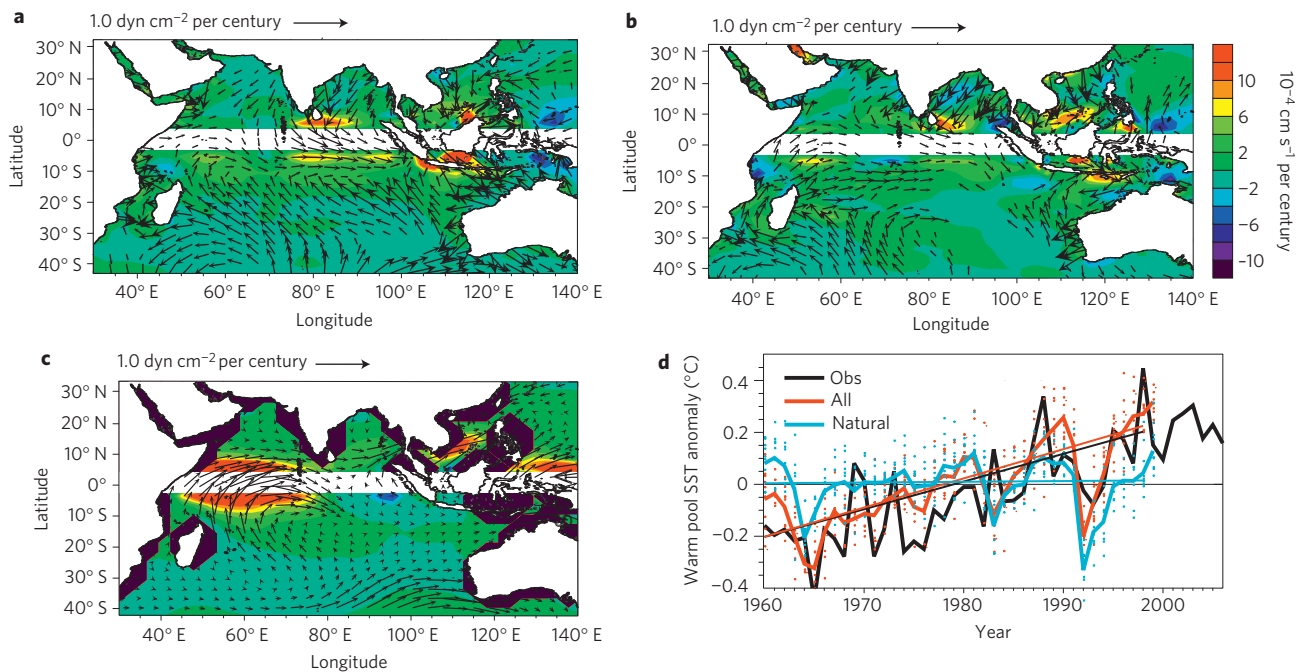 a
1.0 dyn cm⁻² per century
30° N
20° N
10° N
0°
10° S
20° S
30° S
40° S
Latitude
40° E 60° E 80° E 100° E 120° E 140° E
Longitude
b
1.0 dyn cm⁻² per century
30° N
20° N
10° N
0°
10° S
20° S
30° S
40° S
Latitude
40° E 60° E 80° E 100° E 120° E 140° E
Longitude
10
6
2
−2
−6
−10
10⁻⁴ cm s⁻¹ per century
c
1.0 dyn cm⁻² per century
30° N
20° N
10° N
0°
10° S
20° S
30° S
40° S
Latitude
40° E 60° E 80° E 100° E 120° E 140° E
Longitude
d
Warm pool SST anomaly (°C)
0.4
0.2
0
−0.2
−0.4
Obs
All
Natural
1960 1970 1980 1990 2000
Year